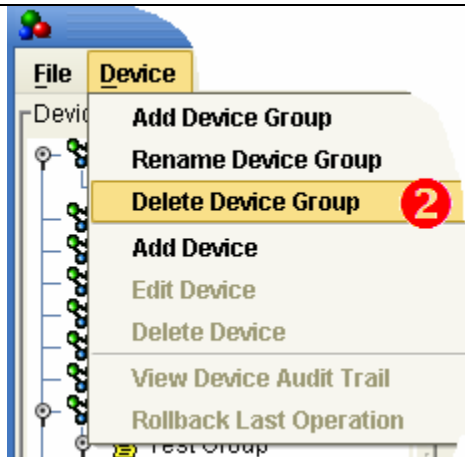 File Device
Devic
Add Device Group
Rename Device Group
Delete Device Group 2
Add Device
Edit Device
Delete Device
View Device Audit Trail
Rollback Last Operation
Test Group